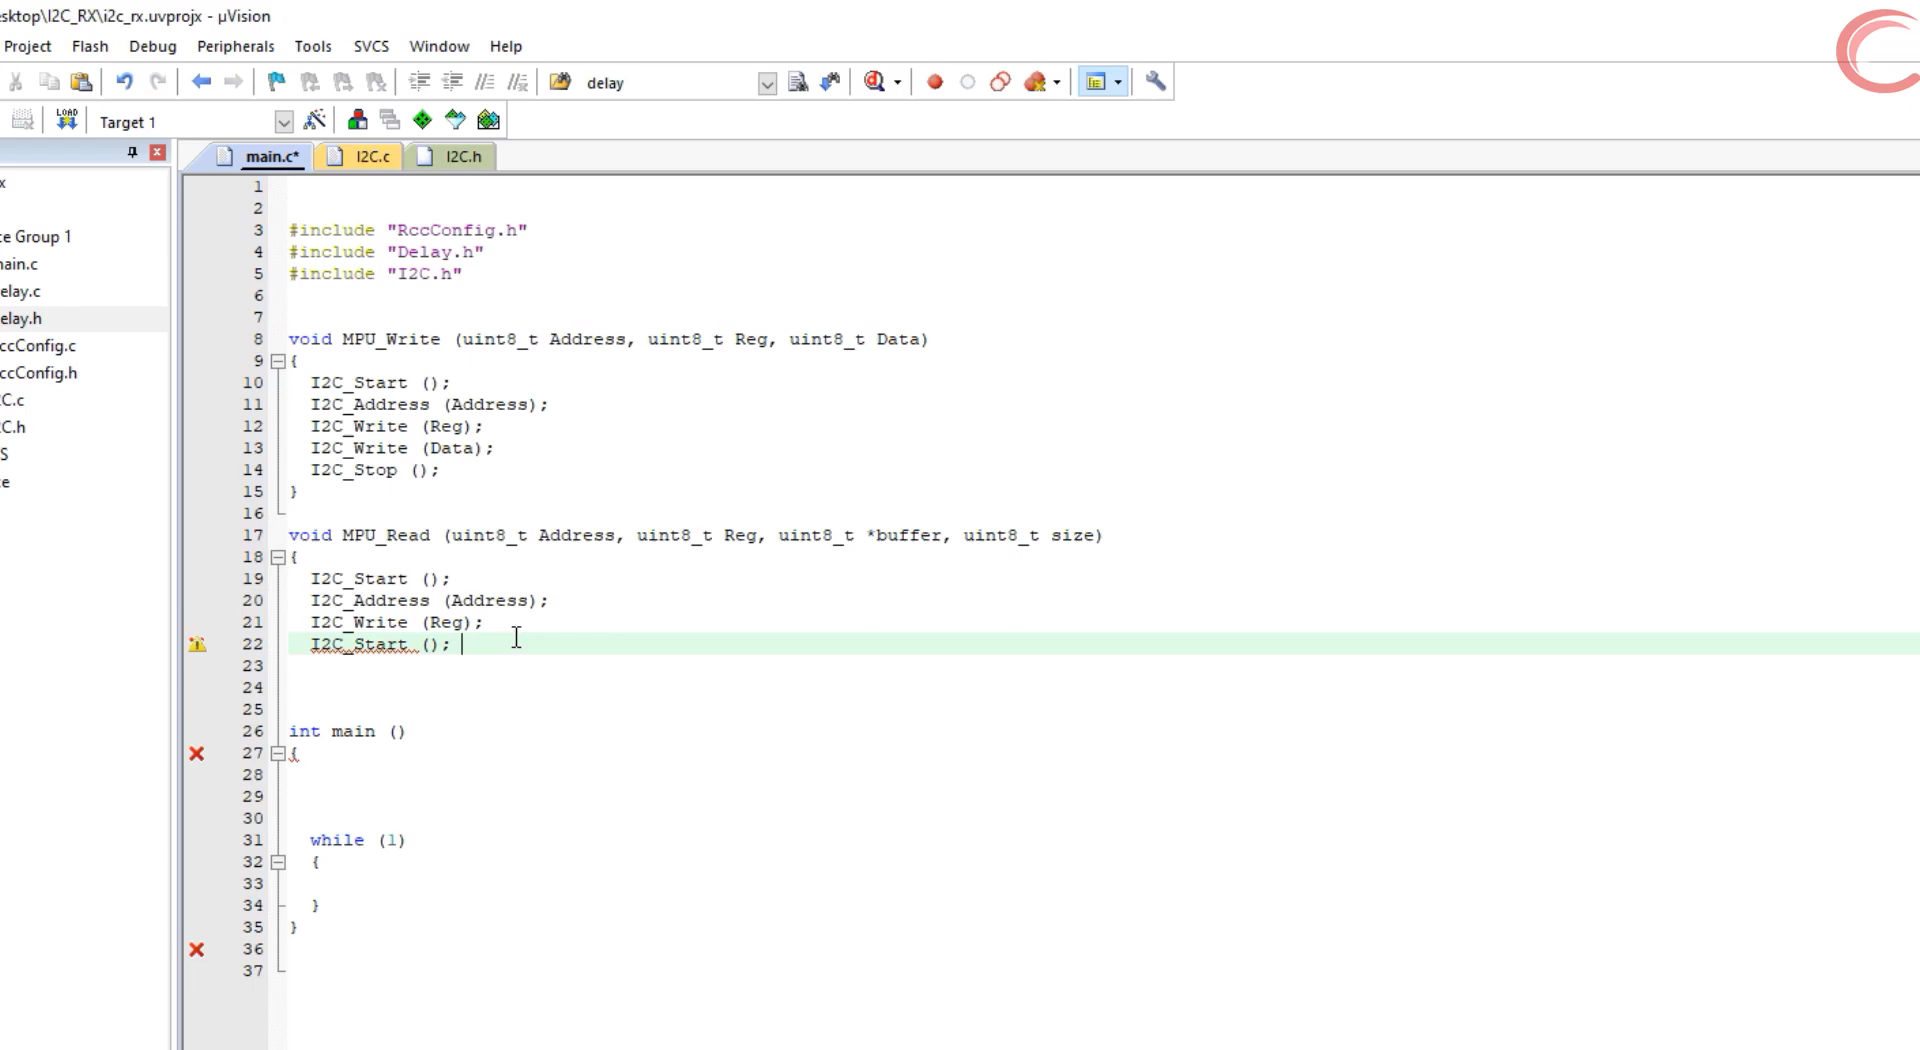 esktop\I2C_RX\i2c_rx.uvprojx - µVision
Project Flash Debug Peripherals Tools SVCS Window Help
delay
LOAD Target 1
main.c* I2C.c I2C.h
x
ce Group 1
main.c
elay.c
elay.h
ccConfig.c
ccConfig.h
C.c
C.h
S
ce
1
2
3 #include "RccConfig.h"
4 #include "Delay.h"
5 #include "I2C.h"
6
7
8 void MPU_Write (uint8_t Address, uint8_t Reg, uint8_t Data)
9 {
10 I2C_Start ();
11 I2C_Address (Address);
12 I2C_Write (Reg);
13 I2C_Write (Data);
14 I2C_Stop ();
15 }
16
17 void MPU_Read (uint8_t Address, uint8_t Reg, uint8_t *buffer, uint8_t size)
18 {
19 I2C_Start ();
20 I2C_Address (Address);
21 I2C_Write (Reg);
22 I2C_Start ();
23
24
25
26 int main ()
27 {
28
29
30
31 while (1)
32 {
33
34 }
35 }
36
37